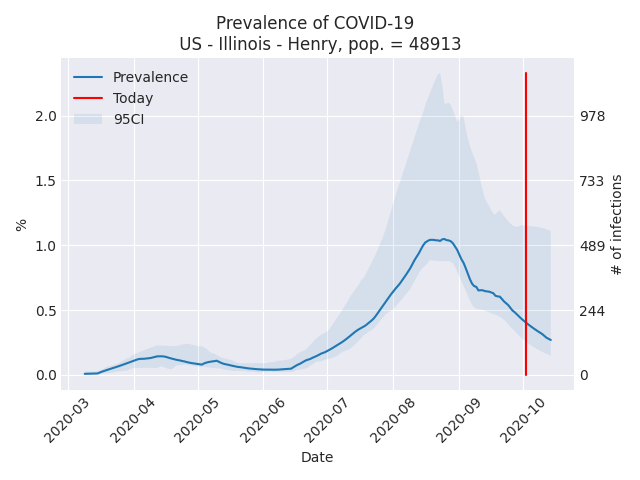 Prevalence of COVID-19
US - Illinois - Henry, pop. = 48913
Prevalence
Today
95CI
2.0
1.5
1.0
0.5
0.0
%
978
733
489
244
0
# of infections
2020-03
2020-04
2020-05
2020-06
2020-07
2020-08
2020-09
2020-10
Date